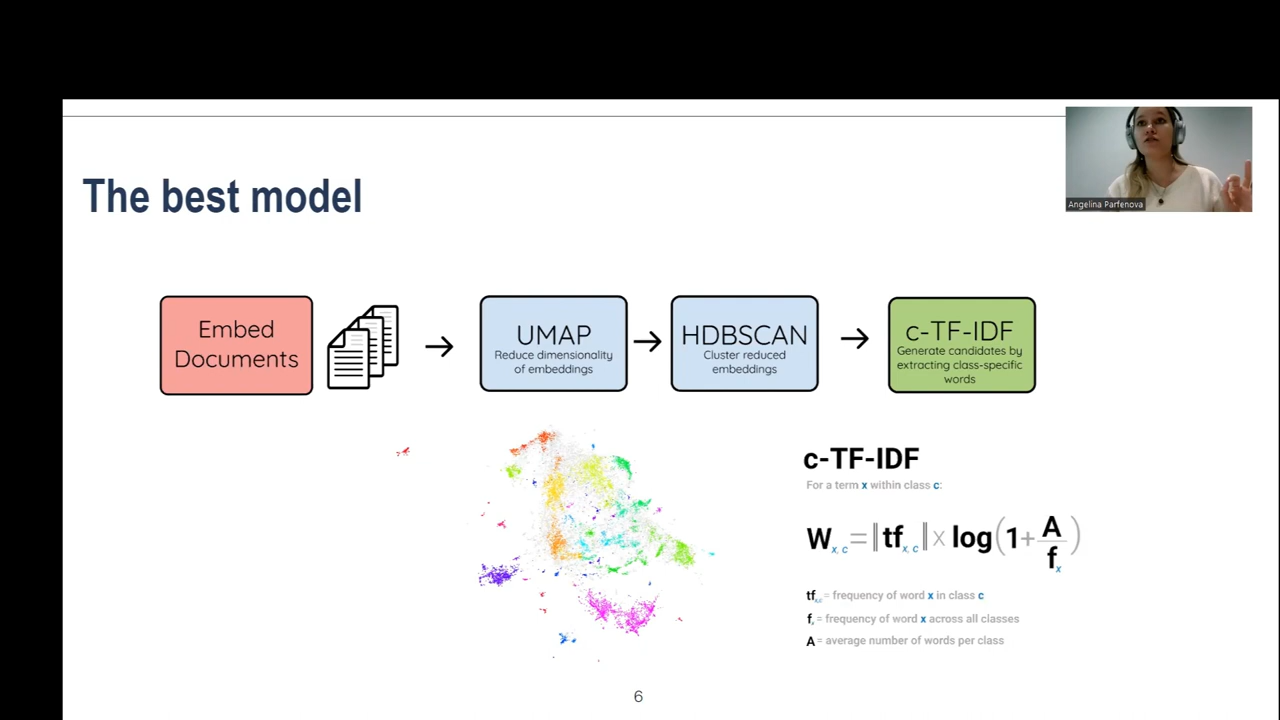 Angelina Parfenova
The best model
Embed
Documents
UMAP
Reduce dimensionality
of embeddings
HDBSCAN
Cluster reduced
embeddings
c-TF-IDF
Generate candidates by
extracting class-specific
words
c-TF-IDF
For a term x within class c:
W x, c = ‖ tf x, c ‖ × log ( 1 + A / f x )
tf x,c = frequency of word x in class c
f x = frequency of word x across all classes
A = average number of words per class
6